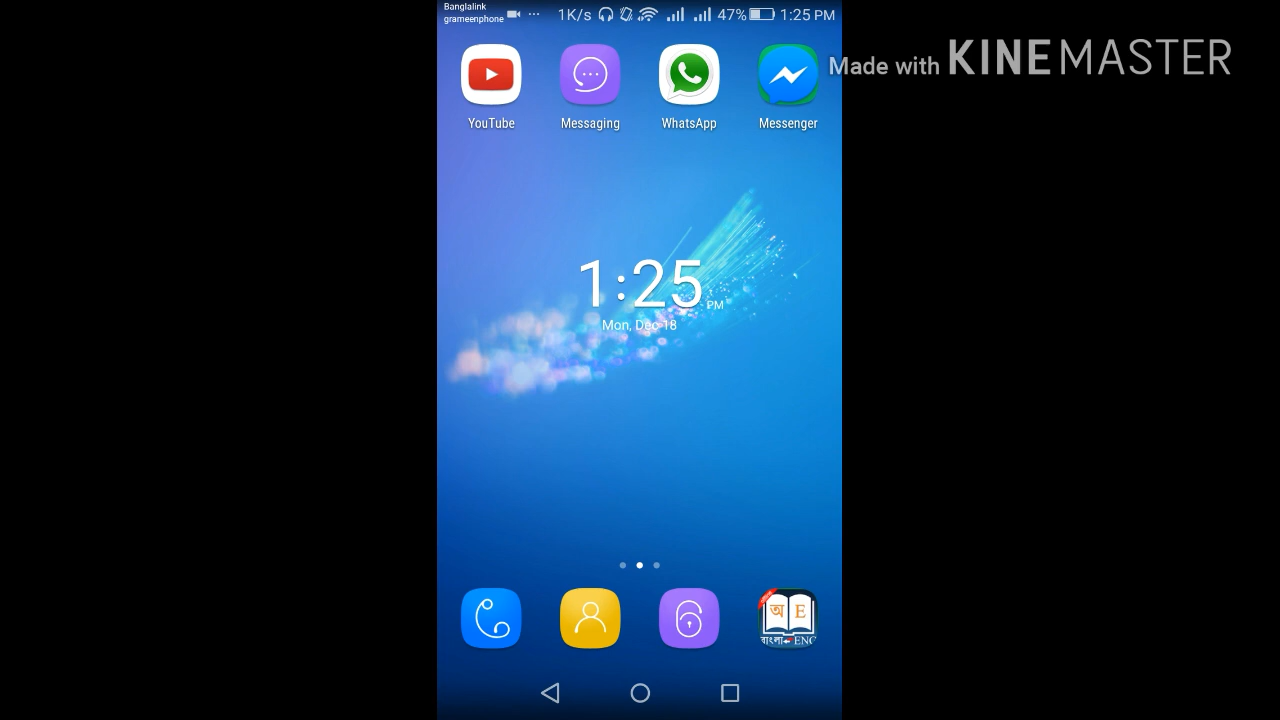 Banglalink
grameenphone
1K/s
47%
1:25 PM
Made with KINEMASTER
YouTube
Messaging
WhatsApp
Messenger
1:25
PM
Mon, Dec 18
অ E
বাংলা ENG